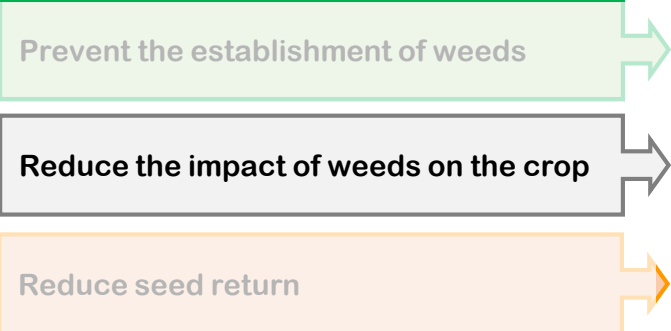 Prevent the establishment of weeds
Reduce the impact of weeds on the crop
Reduce seed return